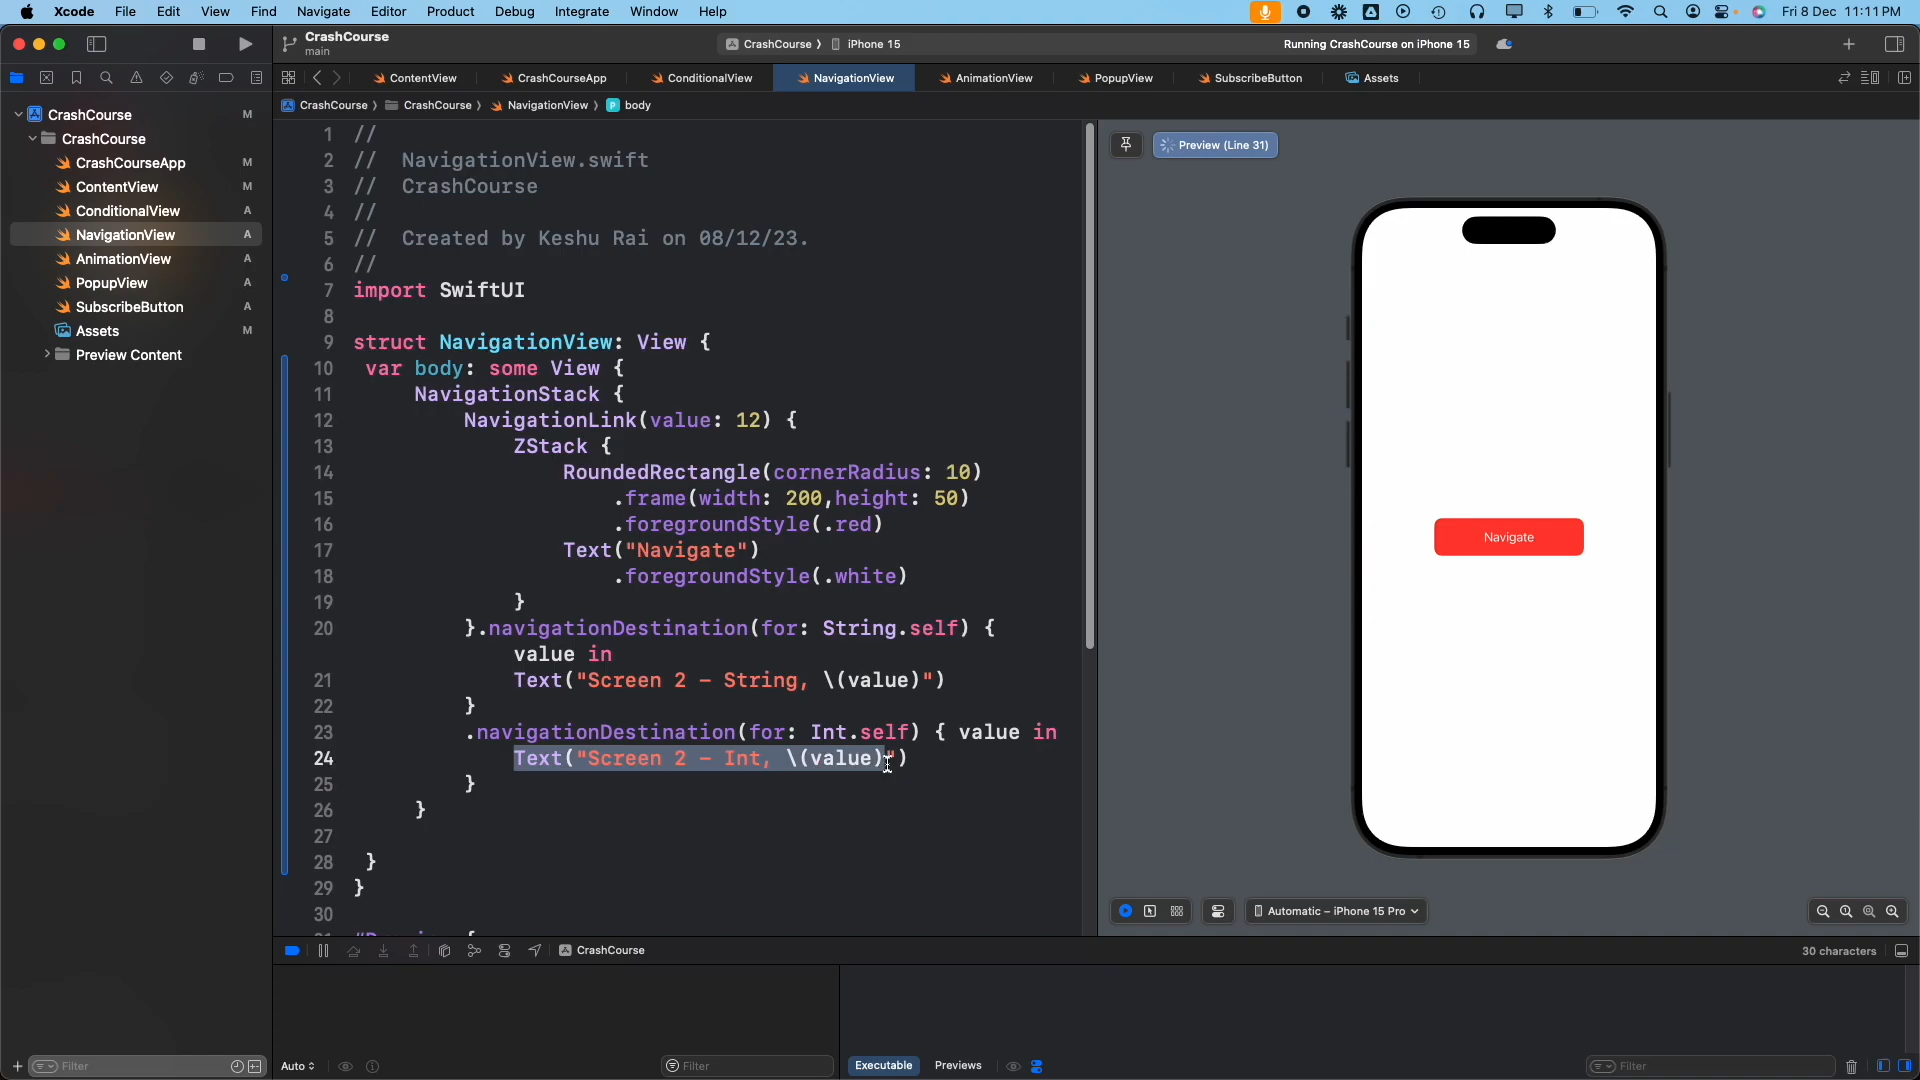 Xcode File Edit View Find Navigate Editor Product Debug Integrate Window Help Fri 8 Dec 11:11 PM
CrashCourse
main
CrashCourse iPhone 15 Running CrashCourse on iPhone 15
ContentView CrashCourseApp ConditionalView NavigationView AnimationView PopupView SubscribeButton Assets
CrashCourse CrashCourse NavigationView P body
CrashCourse M
CrashCourse
CrashCourseApp M
ContentView M
ConditionalView A
NavigationView A
AnimationView A
PopupView A
SubscribeButton A
Assets M
Preview Content
1 //
2 // NavigationView.swift
3 // CrashCourse
4 //
5 // Created by Keshu Rai on 08/12/23.
6 //
7 import SwiftUI
8
9 struct NavigationView: View {
10 var body: some View {
11 NavigationStack {
12 NavigationLink(value: 12) {
13 ZStack {
14 RoundedRectangle(cornerRadius: 10)
15 .frame(width: 200,height: 50)
16 .foregroundStyle(.red)
17 Text("Navigate")
18 .foregroundStyle(.white)
19 }
20 }.navigationDestination(for: String.self) {
value in
21 Text("Screen 2 – String, \(value)")
22 }
23 .navigationDestination(for: Int.self) { value in
24 Text("Screen 2 – Int, \(value)")
25 }
26 }
27
28 }
29 }
30
Preview (Line 31)
Navigate
Automatic – iPhone 15 Pro
CrashCourse 30 characters
Filter Auto Filter Executable Previews Filter